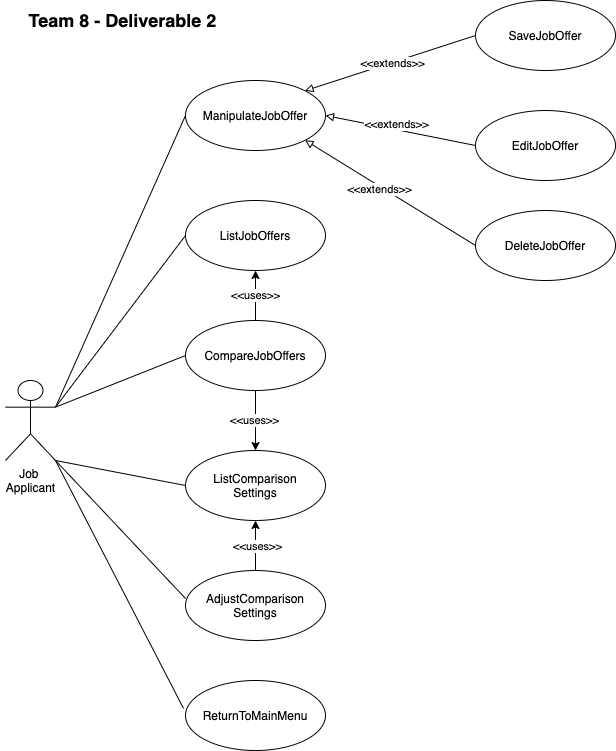 Team 8 - Deliverable 2
SaveJobOffer
<<extends>>
ManipulateJobOffer
<<extends>>
EditJobOffer
<<extends>>
DeleteJobOffer
ListJobOffers
<<uses>>
CompareJobOffers
<<uses>>
Job
Applicant
ListComparison
Settings
<<uses>>
AdjustComparison
Settings
ReturnToMainMenu